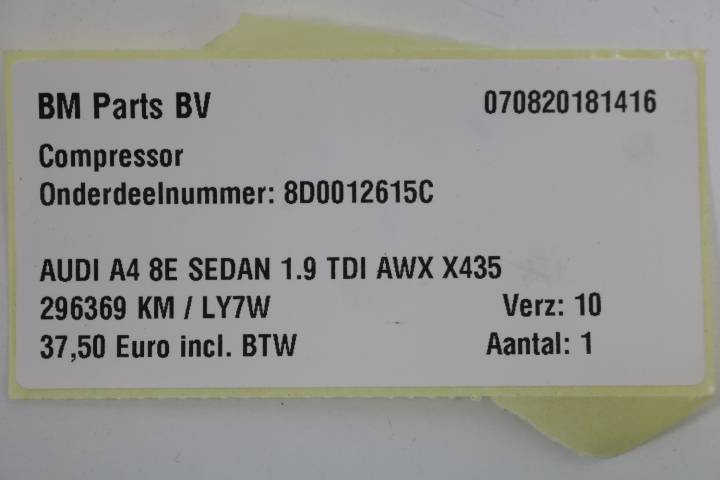 BM Parts BV 070820181416
Compressor
Onderdeelnummer: 8D0012615C
AUDI A4 8E SEDAN 1.9 TDI AWX X435
296369 KM / LY7W Verz: 10
37,50 Euro incl. BTW Aantal: 1